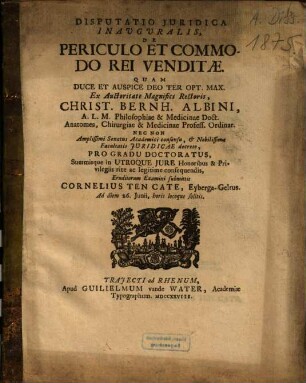 DISPUTATIO JURIDICA
INAUGURALIS,
DE
PERICULO ET COMMO-
DO REI VENDITÆ.
QUAM
DUCE ET AUSPICE DEO TER OPT. MAX.
Ex Auctoritate Magnifici Rectoris,
CHRIST. BERNH. ALBINI,
A. L. M. Philosophiæ & Medicinæ Doct.
Anatomes, Chirurgiæ & Medicinæ Profess. Ordinar.
NEC NON
Amplissimi Senatus Academici consensu, & Nobilissimæ
Facultatis JURIDICÆ decreto,
PRO GRADU DOCTORATUS,
Summisque in UTROQUE JURE Honoribus & Pri-
vilegiis rite ac legitime consequendis,
Eruditorum Examini submittit
CORNELIUS TEN CATE, Eyberga-Gelrus.
Ad diem 26. Junii, horis locoque solitis.
TRAJECTI ad RHENUM,
Apud GUILIELMUM vande WATER, Academiæ
Typographum. MDCCXXVIII.